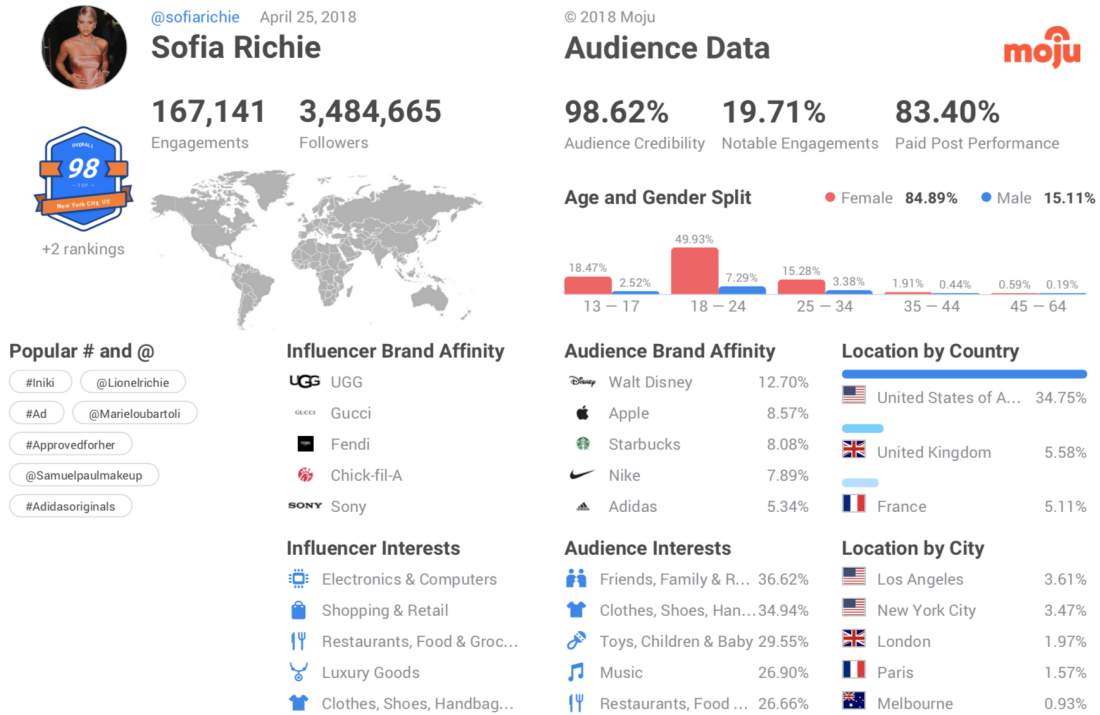 @sofiarichie April 25, 2018
Sofia Richie
167,141 3,484,665
Engagements Followers
OVERALL
98
TOP
New York City, US
+2 rankings
© 2018 Moju
Audience Data
moju
98.62% 19.71% 83.40%
Audience Credibility Notable Engagements Paid Post Performance
Age and Gender Split Female 84.89% Male 15.11%
18.47% 2.52% 49.93% 7.29% 15.28% 3.38% 1.91% 0.44% 0.59% 0.19%
13 — 17 18 — 24 25 — 34 35 — 44 45 — 64
Popular # and @
#Iniki @Lionelrichie
#Ad @Marieloubartoli
#Approvedforher
@Samuelpaulmakeup
#Adidasoriginals
Influencer Brand Affinity
UGG UGG
GUCCI Gucci
Fendi
Chick-fil-A
SONY Sony
Influencer Interests
Electronics & Computers
Shopping & Retail
Restaurants, Food & Groc...
Luxury Goods
Clothes, Shoes, Handbag...
Audience Brand Affinity
Disney Walt Disney 12.70%
Apple 8.57%
Starbucks 8.08%
Nike 7.89%
Adidas 5.34%
Audience Interests
Friends, Family & R... 36.62%
Clothes, Shoes, Han... 34.94%
Toys, Children & Baby 29.55%
Music 26.90%
Restaurants, Food ... 26.66%
Location by Country
United States of A... 34.75%
United Kingdom 5.58%
France 5.11%
Location by City
Los Angeles 3.61%
New York City 3.47%
London 1.97%
Paris 1.57%
Melbourne 0.93%